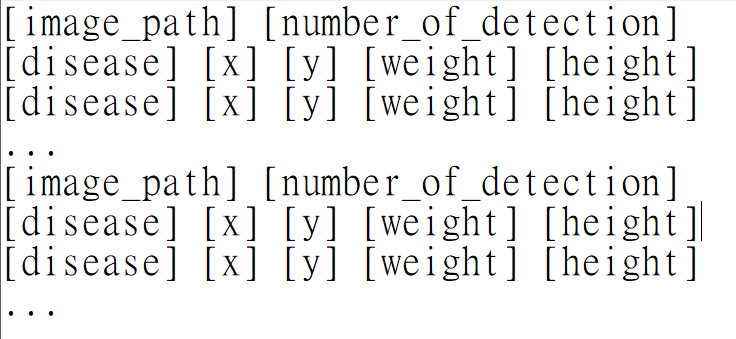 [image_path] [number_of_detection]
[disease] [x] [y] [weight] [height]
[disease] [x] [y] [weight] [height]
...
[image_path] [number_of_detection]
[disease] [x] [y] [weight] [height]
[disease] [x] [y] [weight] [height]
...